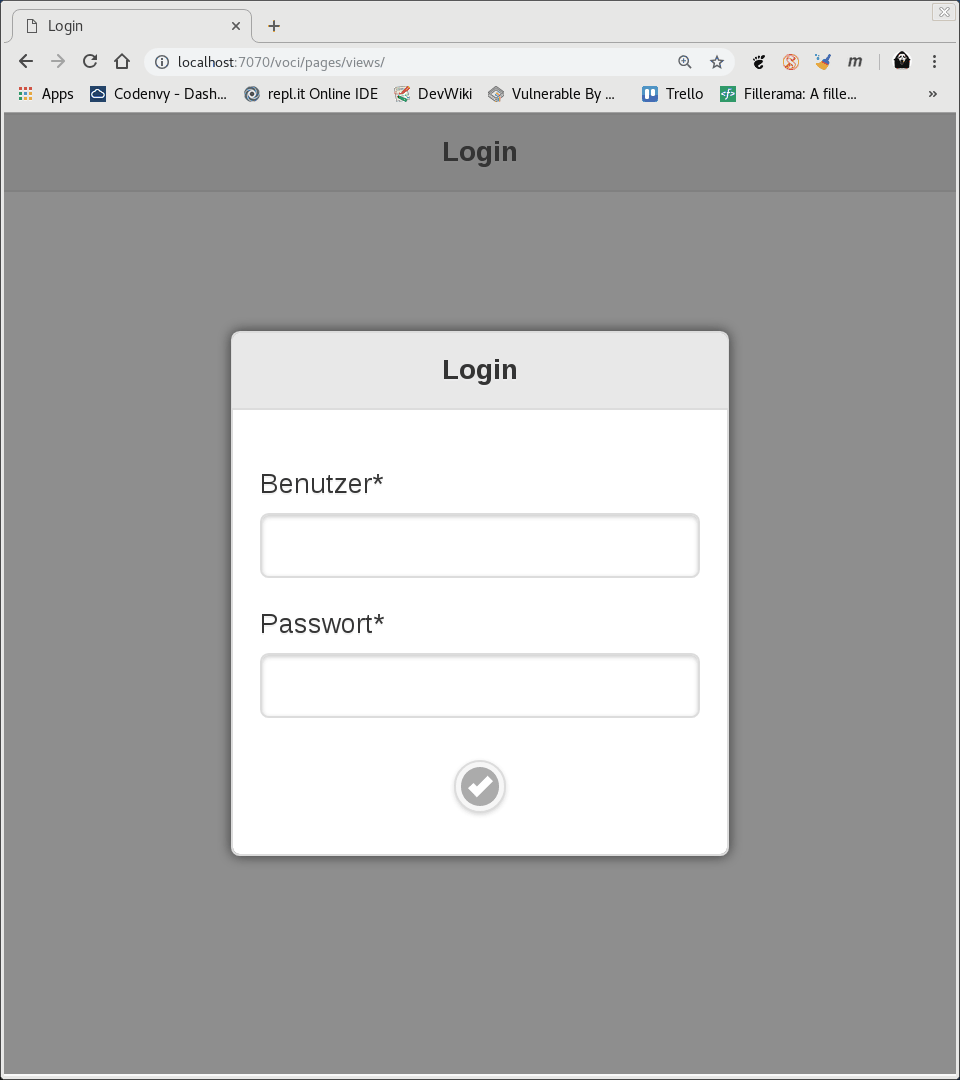 Login
localhost:7070/voci/pages/views/
Apps Codenvy - Dash... repl.it Online IDE DevWiki Vulnerable By ... Trello Fillerama: A fille... »
Login
Login
Benutzer*
Passwort*